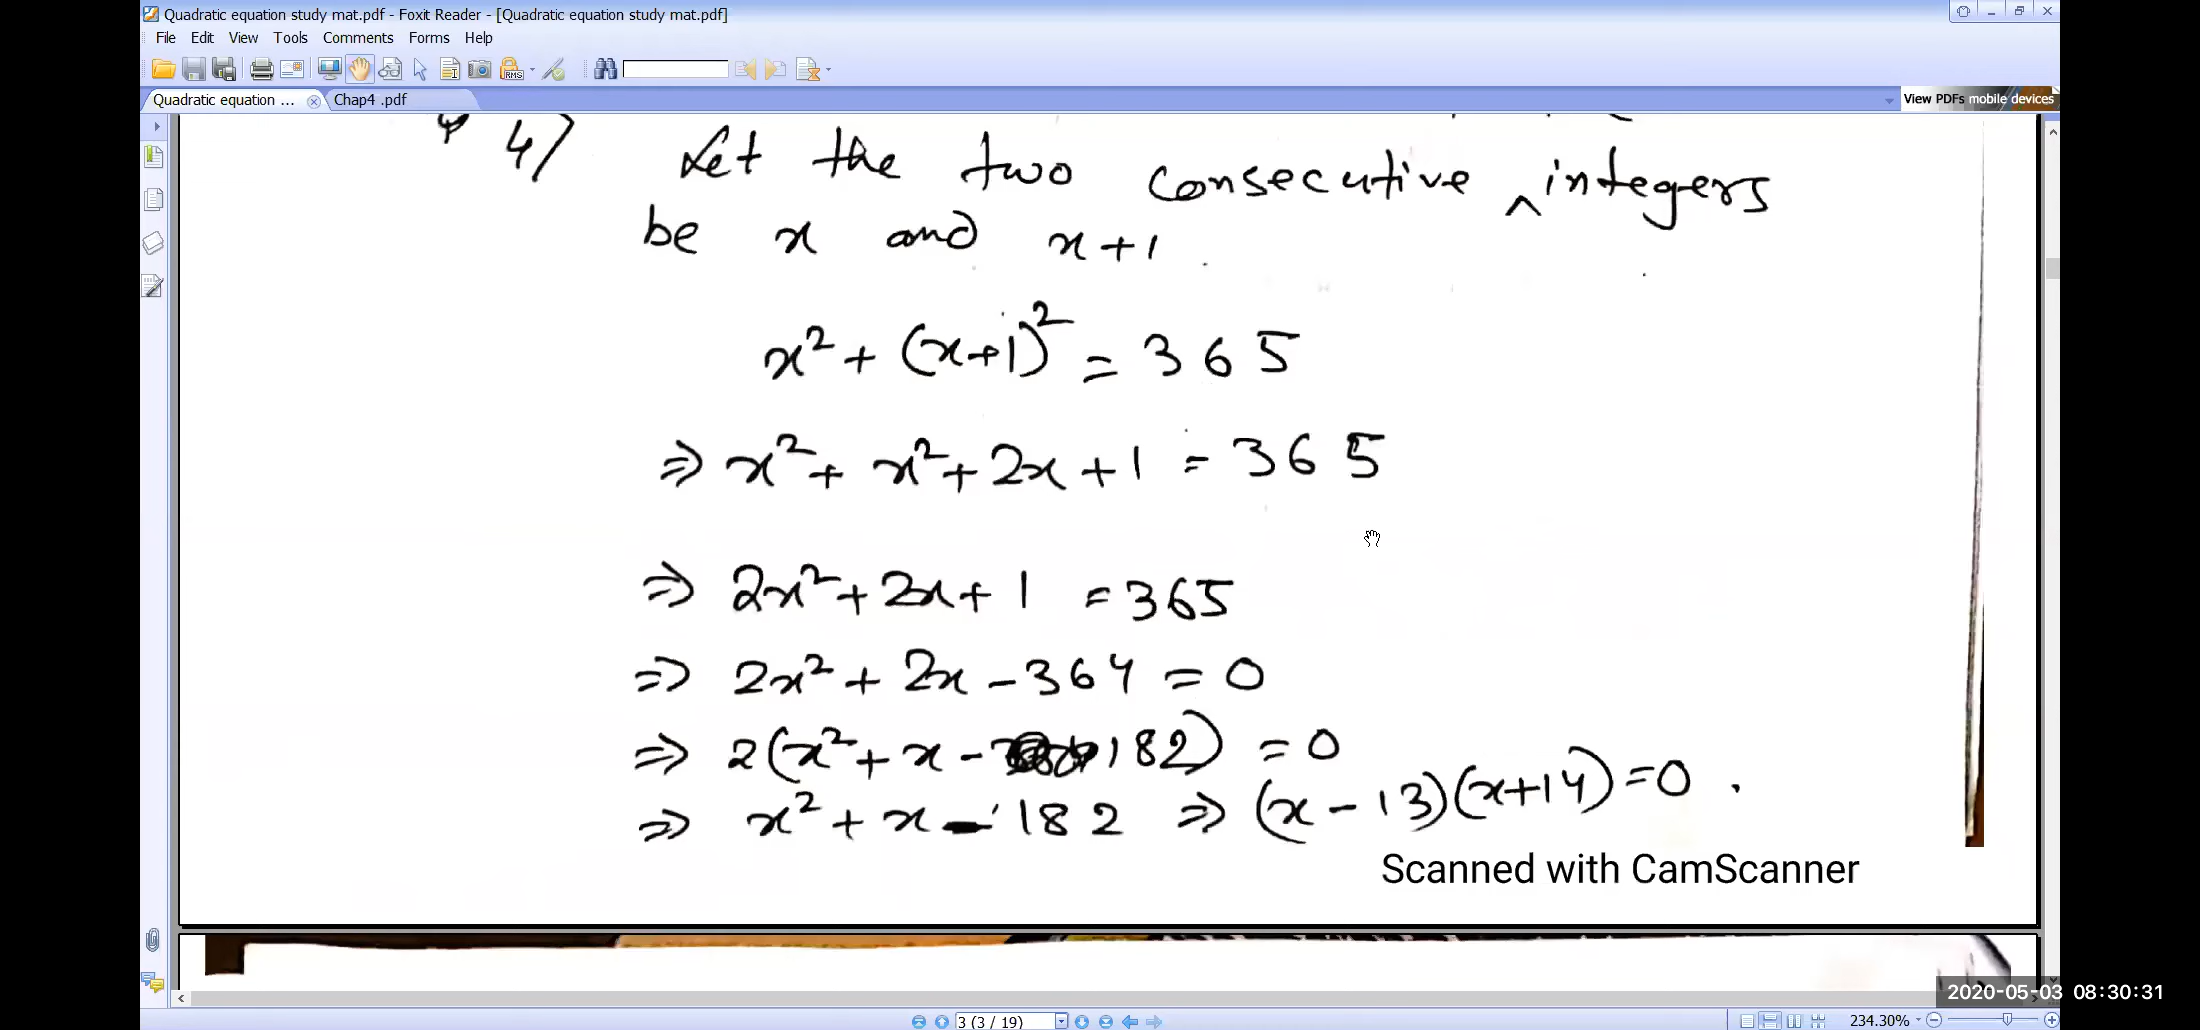 Quadratic equation study mat.pdf - Foxit Reader - [Quadratic equation study mat.pdf]
File Edit View Tools Comments Forms Help
RMS
Quadratic equation ... Chap4 .pdf View PDFs mobile devices
4) Let the two consecutive ^ integers
be x and x+1
x² + (x+1)² = 365
⇒ x² + x² + 2x + 1 = 365
⇒ 2x² + 2x + 1 = 365
⇒ 2x² + 2x - 364 = 0
⇒ 2(x² + x - 182) = 0
⇒ x² + x - 182 ⇒ (x - 13)(x+14) = 0 .
Scanned with CamScanner
2020-05-03 08:30:31
3 (3 / 19) 234.30%